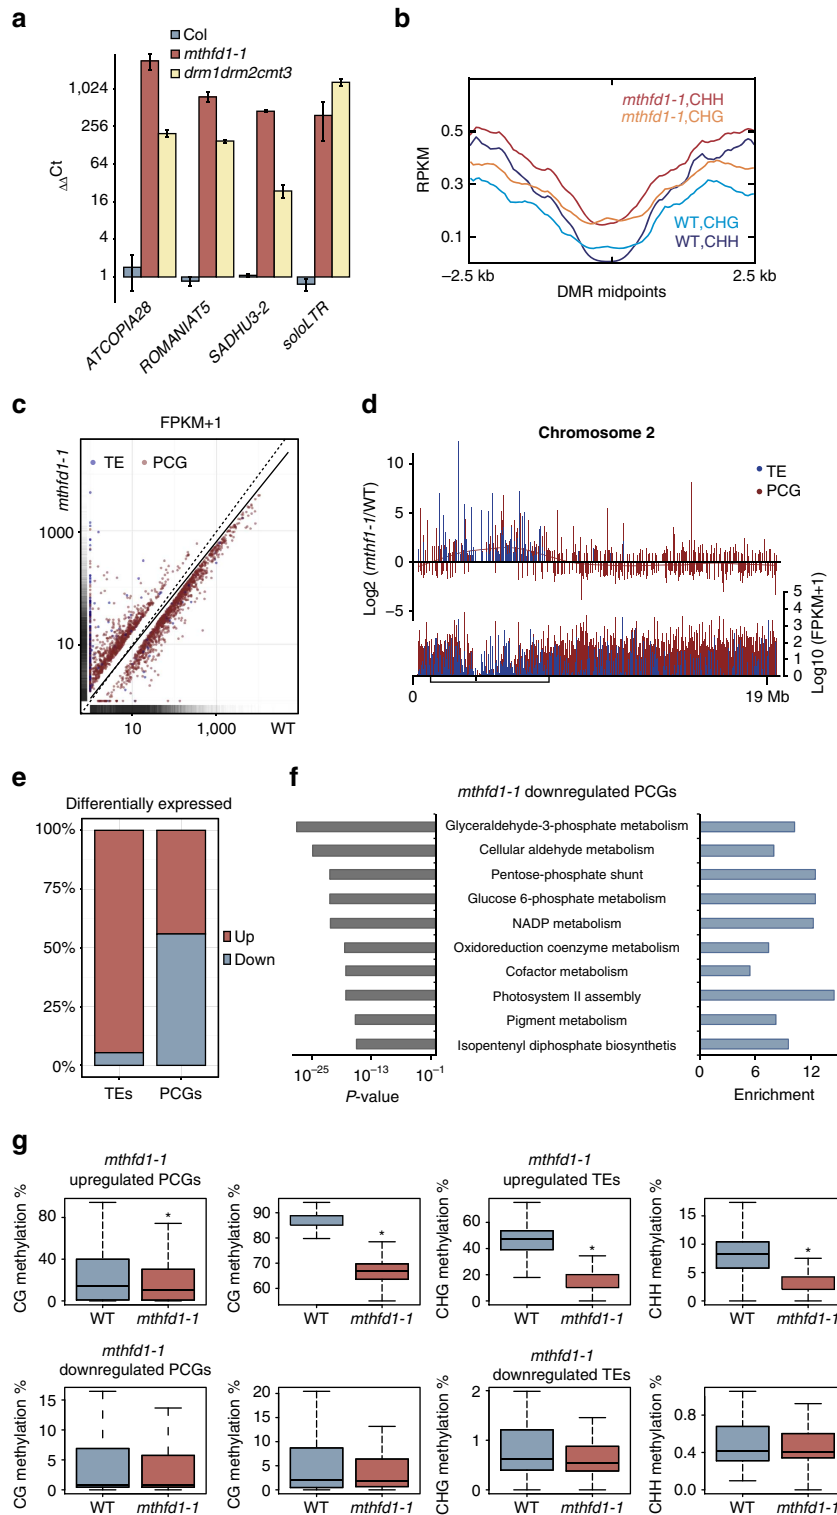 a
Col
mthfd1-1
drm1drm2cmt3
1,024
256
64
16
4
1
ΔΔCt
ATCOPIA28
ROMANIAT5
SADHU3-2
soloLTR
b
mthfd1-1,CHH
mthfd1-1,CHG
WT,CHG
WT,CHH
0.5
0.3
0.1
RPKM
−2.5 kb
2.5 kb
DMR midpoints
c
FPKM+1
TE
PCG
mthfd1-1
1000
10
10
1,000
WT
d
Chromosome 2
TE
PCG
10
5
0
−5
Log2 (mthf1-1/WT)
5
4
3
2
1
0
Log10 (FPKM+1)
0
19 Mb
e
Differentially expressed
100%
75%
50%
25%
0%
Up
Down
TEs
PCGs
f
mthfd1-1 downregulated PCGs
Glyceraldehyde-3-phosphate metabolism
Cellular aldehyde metabolism
Pentose-phosphate shunt
Glucose 6-phosphate metabolism
NADP metabolism
Oxidoreduction coenzyme metabolism
Cofactor metabolism
Photosystem II assembly
Pigment metabolism
Isopentenyl diphosphate biosynthetis
10−25
10−13
10−1
P-value
0
6
12
Enrichment
g
mthfd1-1
upregulated PCGs
mthfd1-1
upregulated TEs
CG methylation %
80
40
0
*
WT
mthfd1-1
CG methylation %
90
80
70
60
*
WT
mthfd1-1
CHG methylation %
60
40
20
0
*
WT
mthfd1-1
CHH methylation %
15
10
5
0
*
WT
mthfd1-1
mthfd1-1
downregulated PCGs
mthfd1-1
downregulated TEs
CG methylation %
15
10
5
0
WT
mthfd1-1
CG methylation %
20
15
10
5
0
WT
mthfd1-1
CHG methylation %
2
1
0
WT
mthfd1-1
CHH methylation %
0.8
0.4
0.0
WT
mthfd1-1